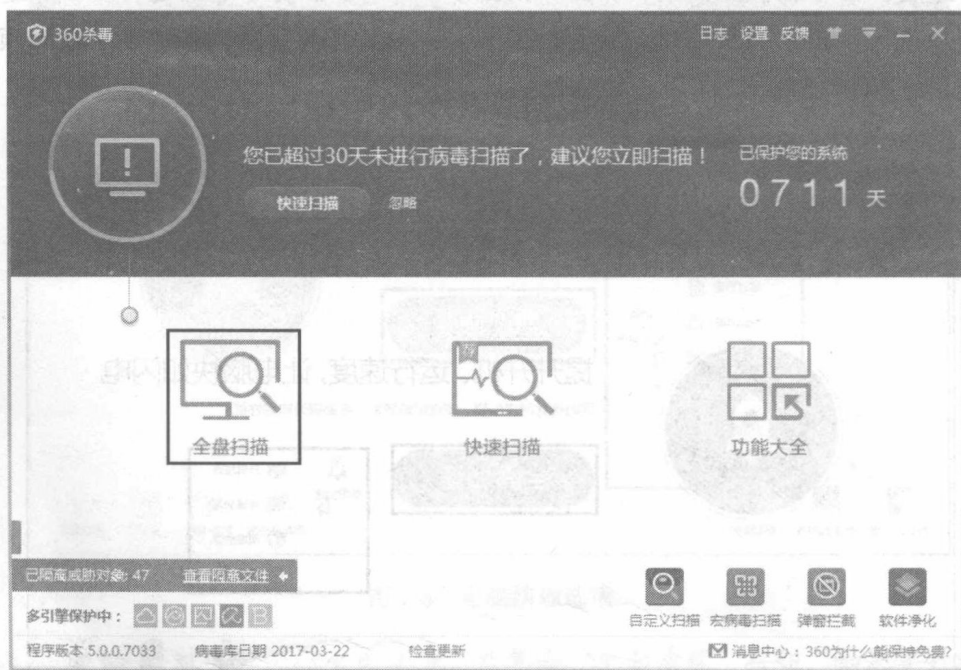 360杀毒
日志 设置 反馈
您已超过30天未进行病毒扫描了，建议您立即扫描！
已保护您的系统
快速扫描 忽略
0711 天
全盘扫描
快速扫描
功能大全
已隔离威胁对象: 47 查看隔离文件
多引擎保护中：
自定义扫描 宏病毒扫描 弹窗拦截 软件净化
程序版本 5.0.0.7033 病毒库日期 2017-03-22 检查更新
消息中心：360为什么能保持免费?